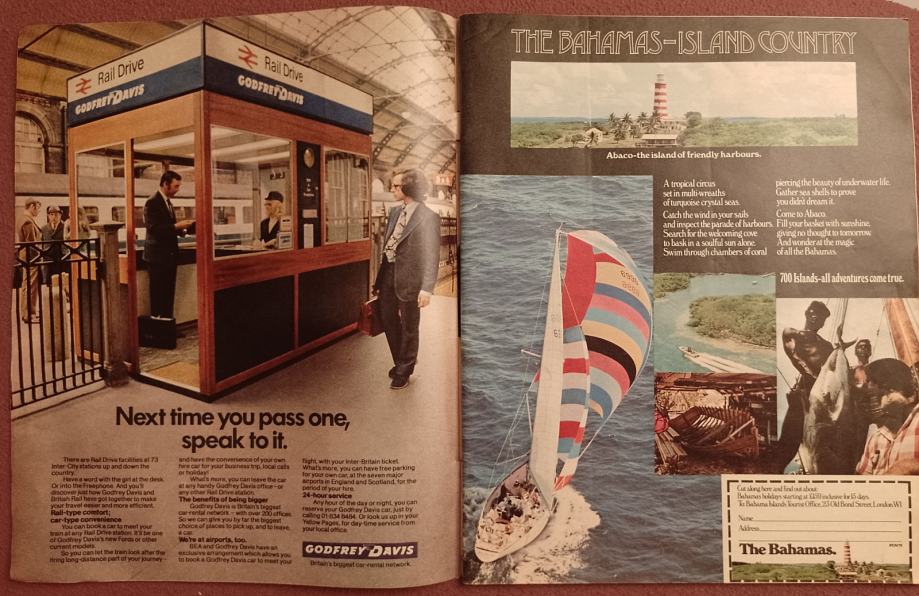 Rail Drive
GODFREY DAVIS
Rail Drive
GODFREY DAVIS
Next time you pass one,
speak to it.
There are Rail Drive facilities at 73
Inter-City stations up and down the
country.
Have a word with the girl at the desk.
Or into the Freephone. And you'll
discover just how Godfrey Davis and
British Rail have got together to make
your travel easier and more efficient.
Rail-type comfort;
car-type convenience
You can book a car to meet your
train at any Rail Drive station. It'll be one
of Godfrey Davis's new Fords or other
current models.
So you can let the train look after the
tiring long-distance part of your journey –
and have the convenience of your own
hire car for your business trip, local calls
or holiday!
What's more, you can leave the car
at any handy Godfrey Davis office – or
any other Rail Drive station.
The benefits of being bigger
Godfrey Davis is Britain's biggest
car-rental network – with over 200 offices.
So we can give you by far the biggest
choice of places to pick up, and to leave,
a car.
We're at airports, too.
BEA and Godfrey Davis have an
exclusive arrangement which allows you
to book a Godfrey Davis car to meet your
flight, with your Inter-Britain ticket.
What's more, you can have free parking
for your own car, at the seven major
airports in England and Scotland, for the
period of your hire.
24-hour service
Any hour of the day or night, you can
reserve your Godfrey Davis car, just by
calling 01-834 8484. Or look us up in your
Yellow Pages, for day-time service from
your local office.
GODFREY DAVIS
Britain's biggest car-rental network.
THE BAHAMAS–ISLAND COUNTRY
Abaco-the island of friendly harbours.
A tropical circus
set in multi-wreaths
of turquoise crystal seas.
Catch the wind in your sails
and inspect the parade of harbours.
Search for the welcoming cove
to bask in a soulful sun alone.
Swim through chambers of coral
piercing the beauty of underwater life.
Gather sea shells to prove
you didn't dream it.
Come to Abaco.
Fill your basket with sunshine,
giving no thought to tomorrow.
And wonder at the magic
of all the Bahamas.
700 Islands-all adventures come true.
Cut along here and find out about:
Bahamas holidays starting at inclusive for 15 days.
To: Bahama Islands Tourist Office, 23 Old Bond Street, London W1
Name
Address
The Bahamas.